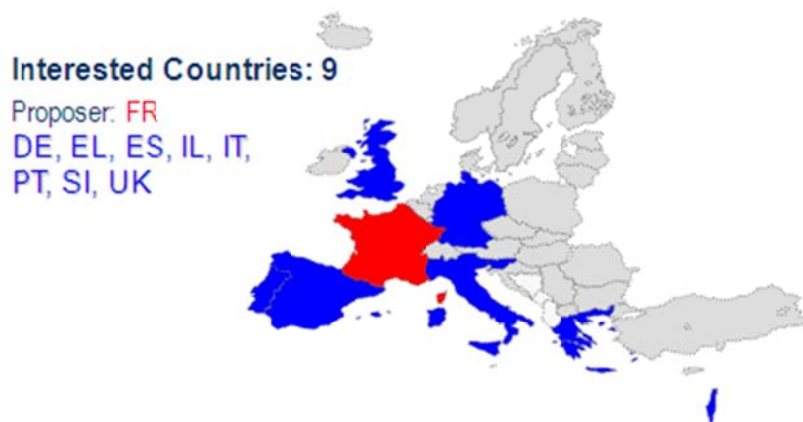 Interested Countries: 9
Proposer: FR
DE, EL, ES, IL, IT,
PT, SI, UK